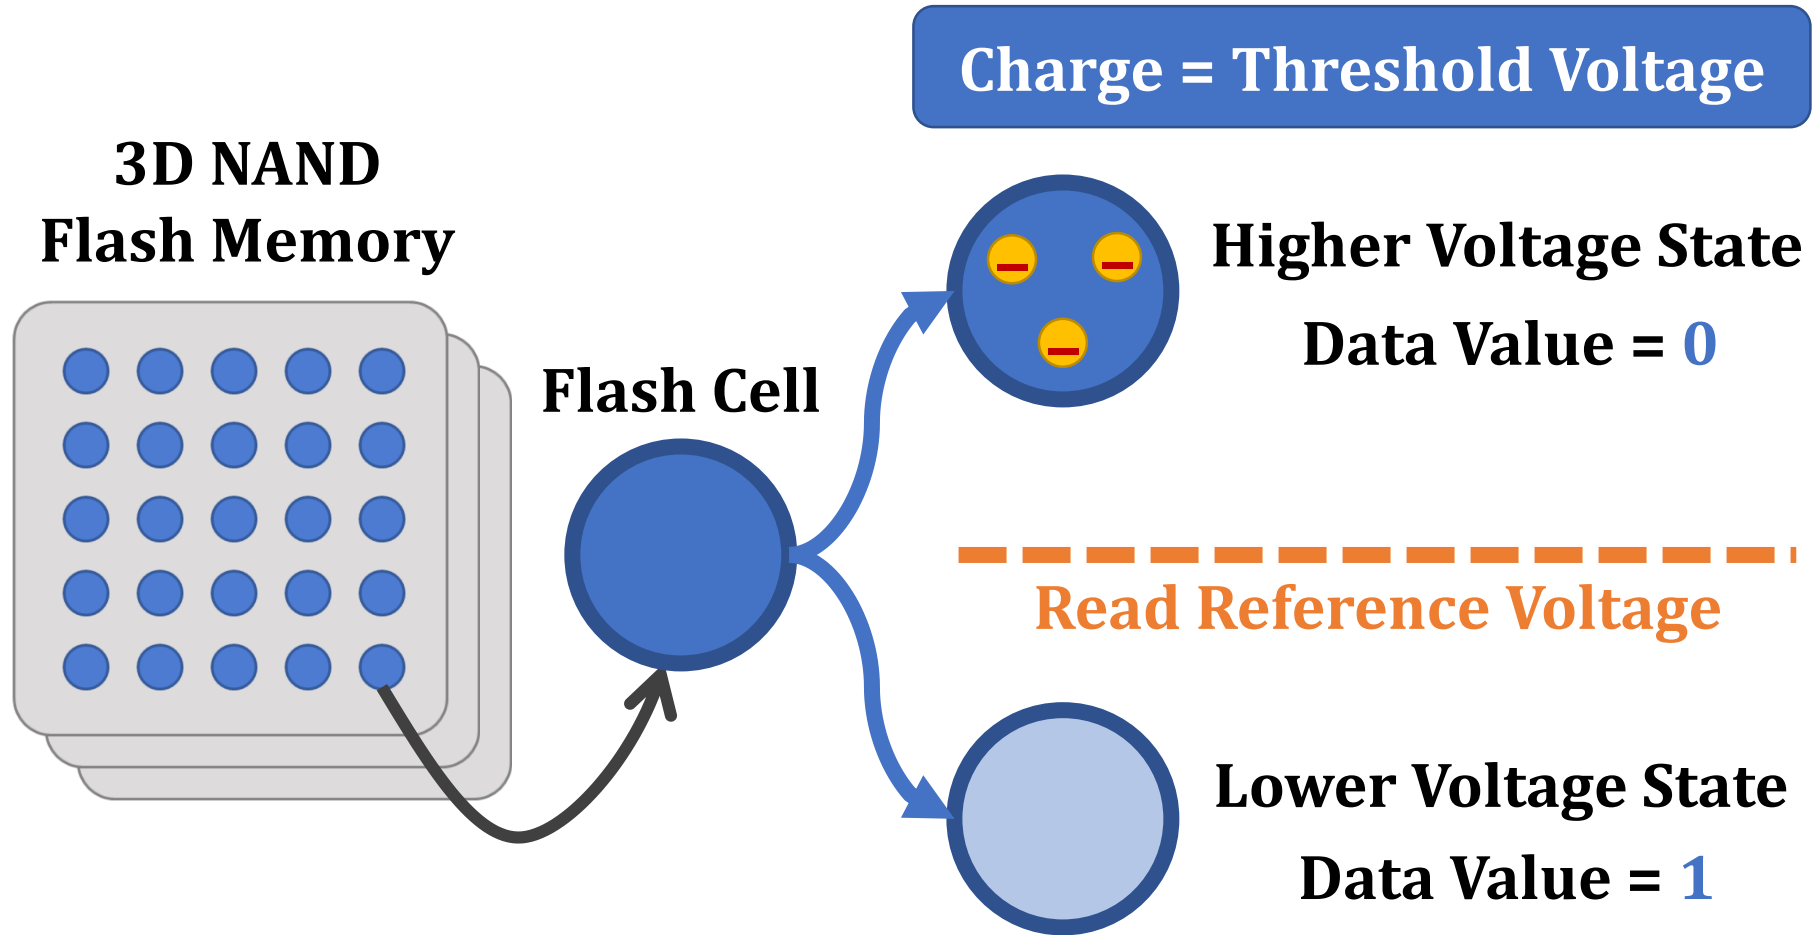 Charge = Threshold Voltage
3D NAND
Flash Memory
Flash Cell
Higher Voltage State
Data Value = 0
Read Reference Voltage
Lower Voltage State
Data Value = 1